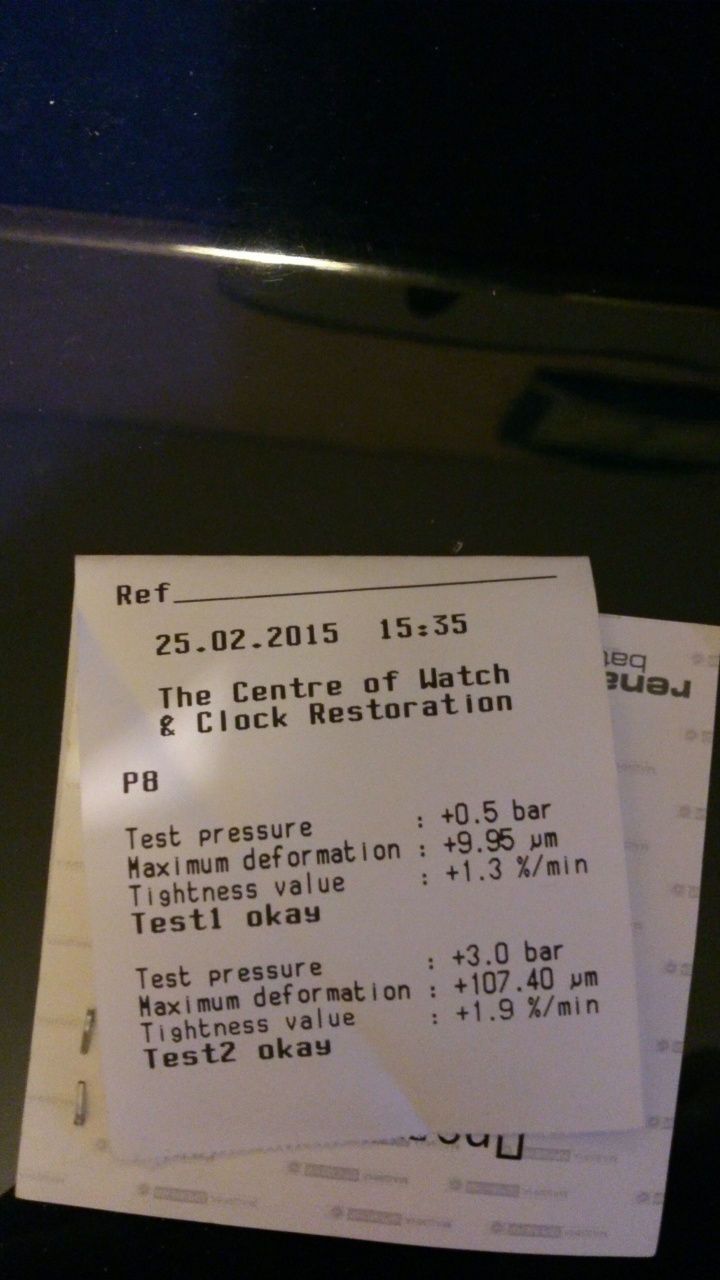 Ref
25.02.2015 15:35
The Centre of Watch
& Clock Restoration
P8
Test pressure : +0.5 bar
Maximum deformation : +9.95 µm
Tightness value : +1.3 %/min
Test1 okay
Test pressure : +3.0 bar
Maximum deformation : +107.40 µm
Tightness value : +1.9 %/min
Test2 okay
rena
bat